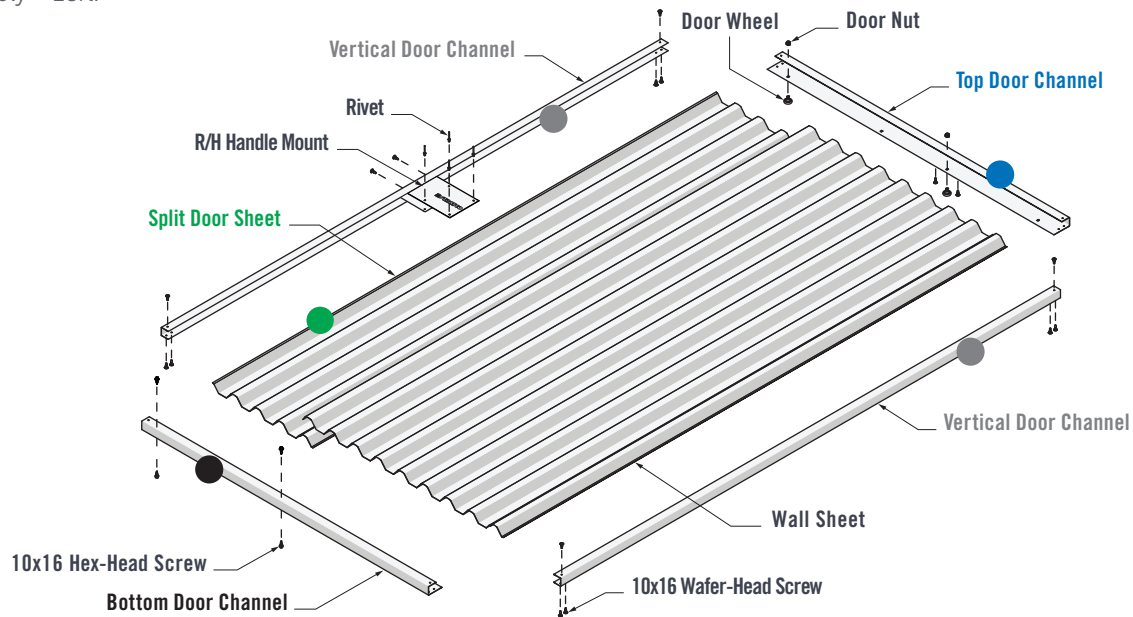 Door Wheel
Door Nut
Vertical Door Channel
Top Door Channel
Rivet
R/H Handle Mount
Split Door Sheet
Vertical Door Channel
Wall Sheet
10x16 Hex-Head Screw
10x16 Wafer-Head Screw
Bottom Door Channel